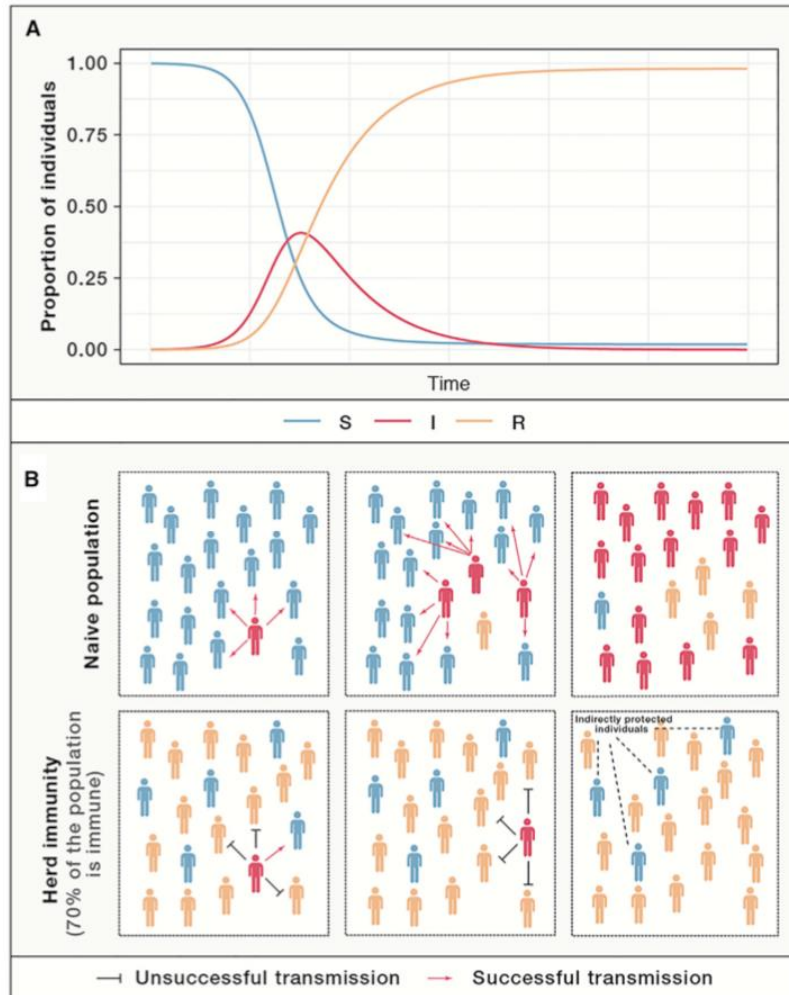 A
Proportion of individuals
1.00
0.75
0.50
0.25
0.00
Time
S I R
B
Naive population
Herd immunity
(70% of the population
is immune)
Indirectly protected
individuals
Unsuccessful transmission Successful transmission